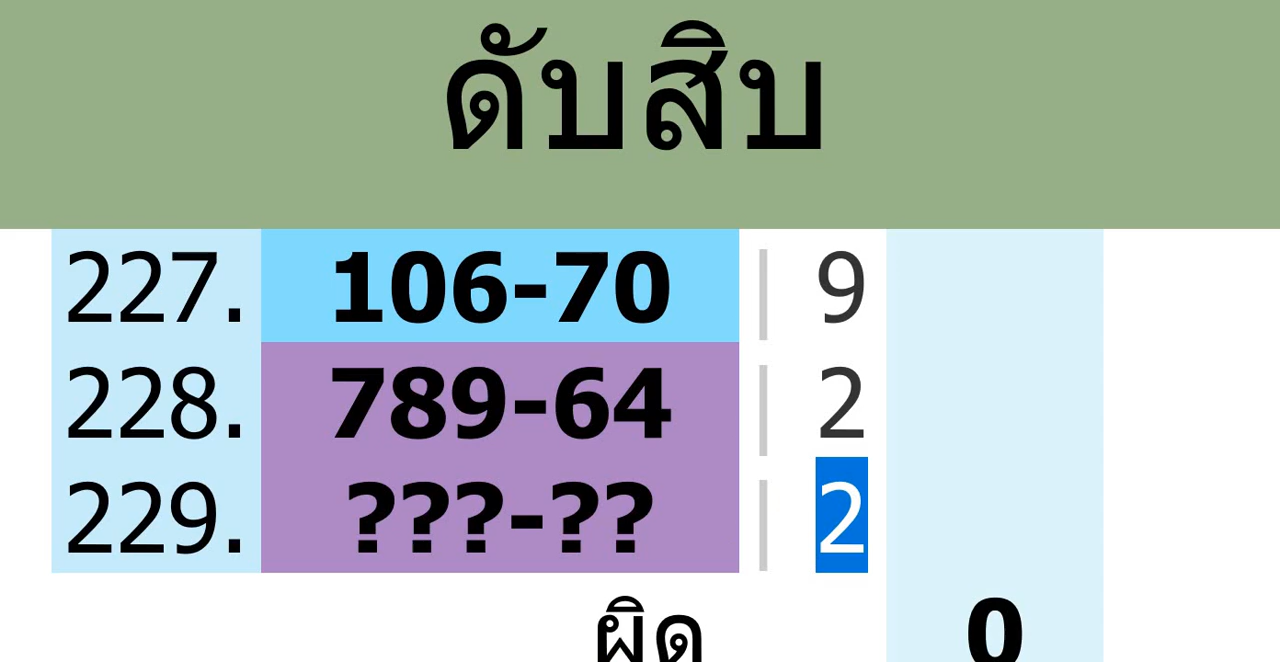 ดับสิบ
227. 106-70 | 9
228. 789-64 | 2
229. ???-?? | 2
ผิด 0